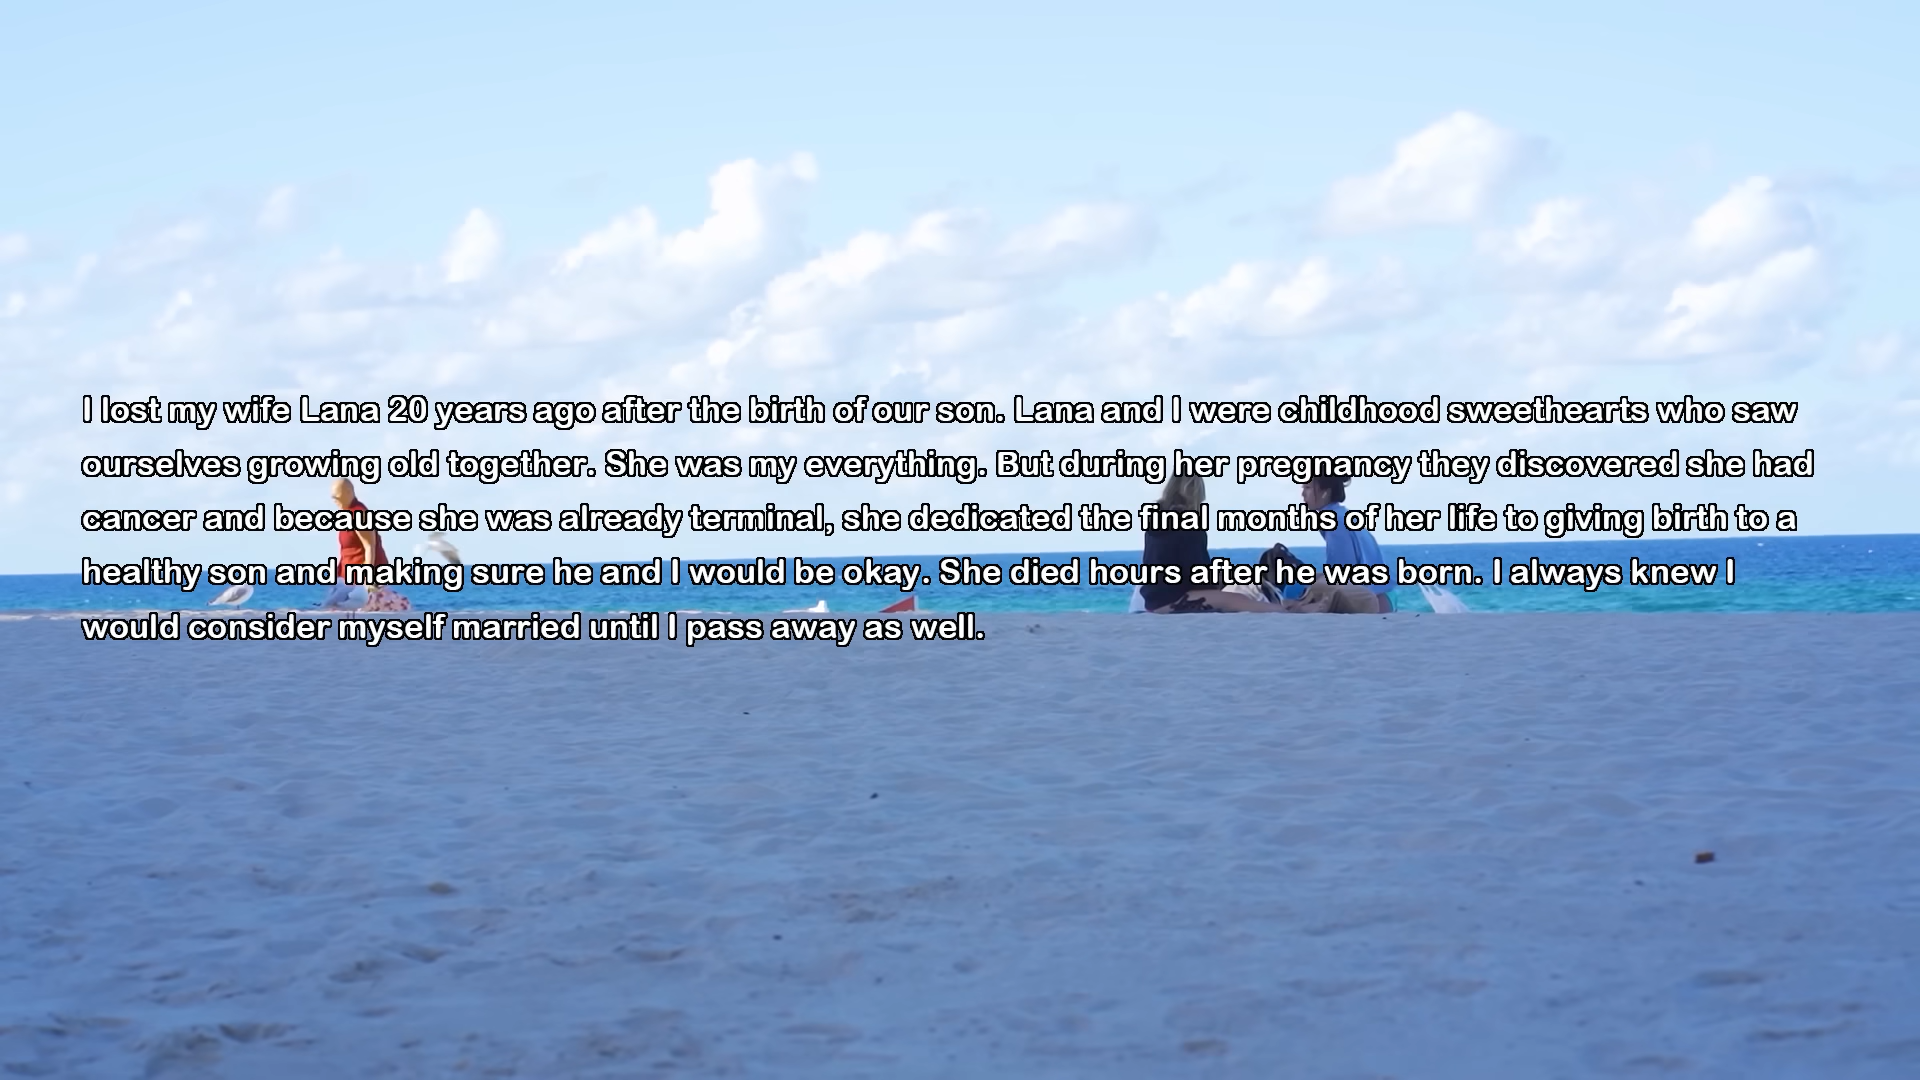 I lost my wife Lana 20 years ago after the birth of our son. Lana and I were childhood sweethearts who saw
ourselves growing old together. She was my everything. But during her pregnancy they discovered she had
cancer and because she was already terminal, she dedicated the final months of her life to giving birth to a
healthy son and making sure he and I would be okay. She died hours after he was born. I always knew I
would consider myself married until I pass away as well.